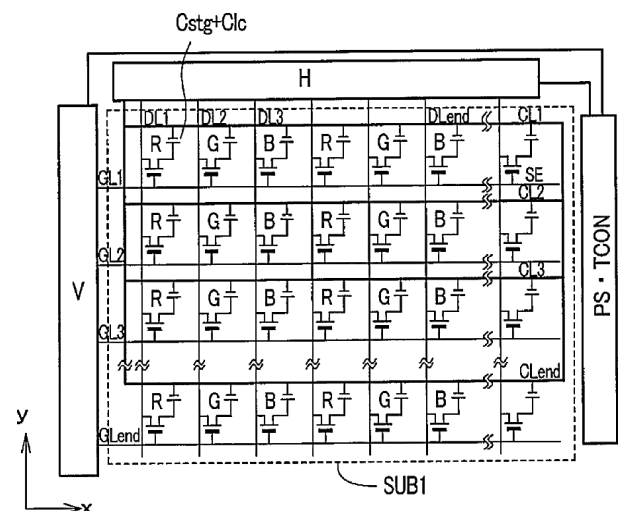 Cstg+Clc
H
DL1 DL2 DL3 DLend CL1
R G B R G B
GL1 SE
CL2
R G B R G B
GL2
CL3
V
R G B R G B
GL3
PS・TCON
CLend
R G B R G B
GLend
y
x
SUB1